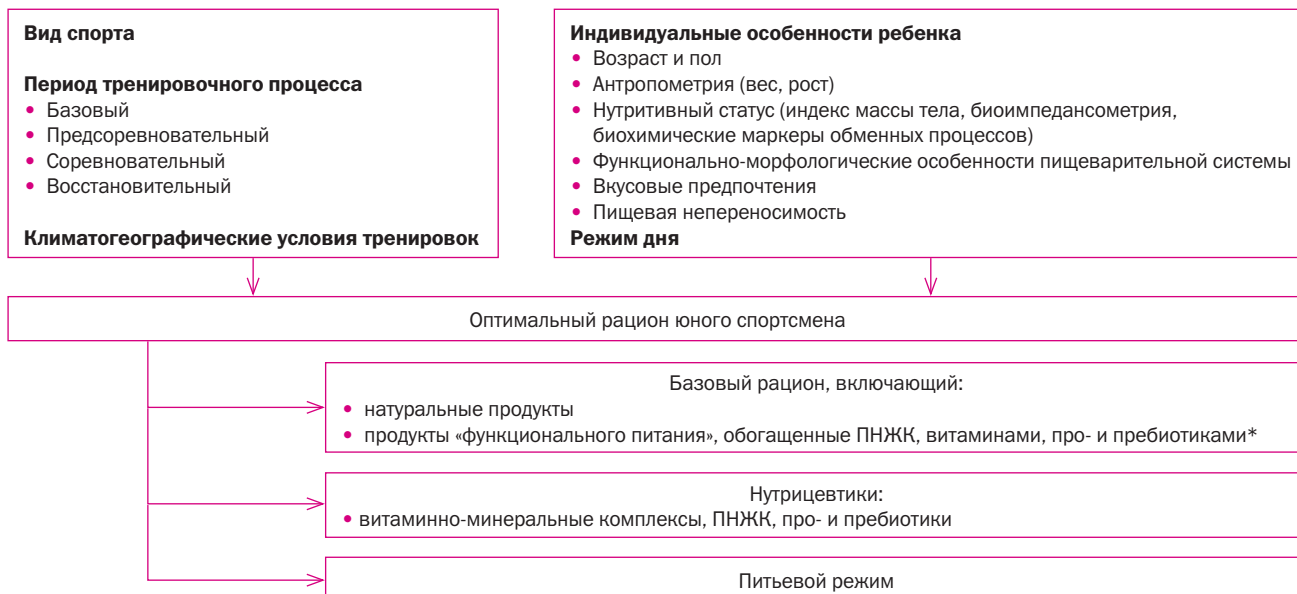 Вид спорта
Период тренировочного процесса
• Базовый
• Предсоревновательный
• Соревновательный
• Восстановительный
Климатогеографические условия тренировок
Индивидуальные особенности ребенка
• Возраст и пол
• Антропометрия (вес, рост)
• Нутритивный статус (индекс массы тела, биоимпедансометрия,
биохимические маркеры обменных процессов)
• Функционально-морфологические особенности пищеварительной системы
• Вкусовые предпочтения
• Пищевая непереносимость
Режим дня
Оптимальный рацион юного спортсмена
Базовый рацион, включающий:
• натуральные продукты
• продукты «функционального питания», обогащенные ПНЖК, витаминами, про- и пребиотиками*
Нутрицевтики:
• витаминно-минеральные комплексы, ПНЖК, про- и пребиотики
Питьевой режим